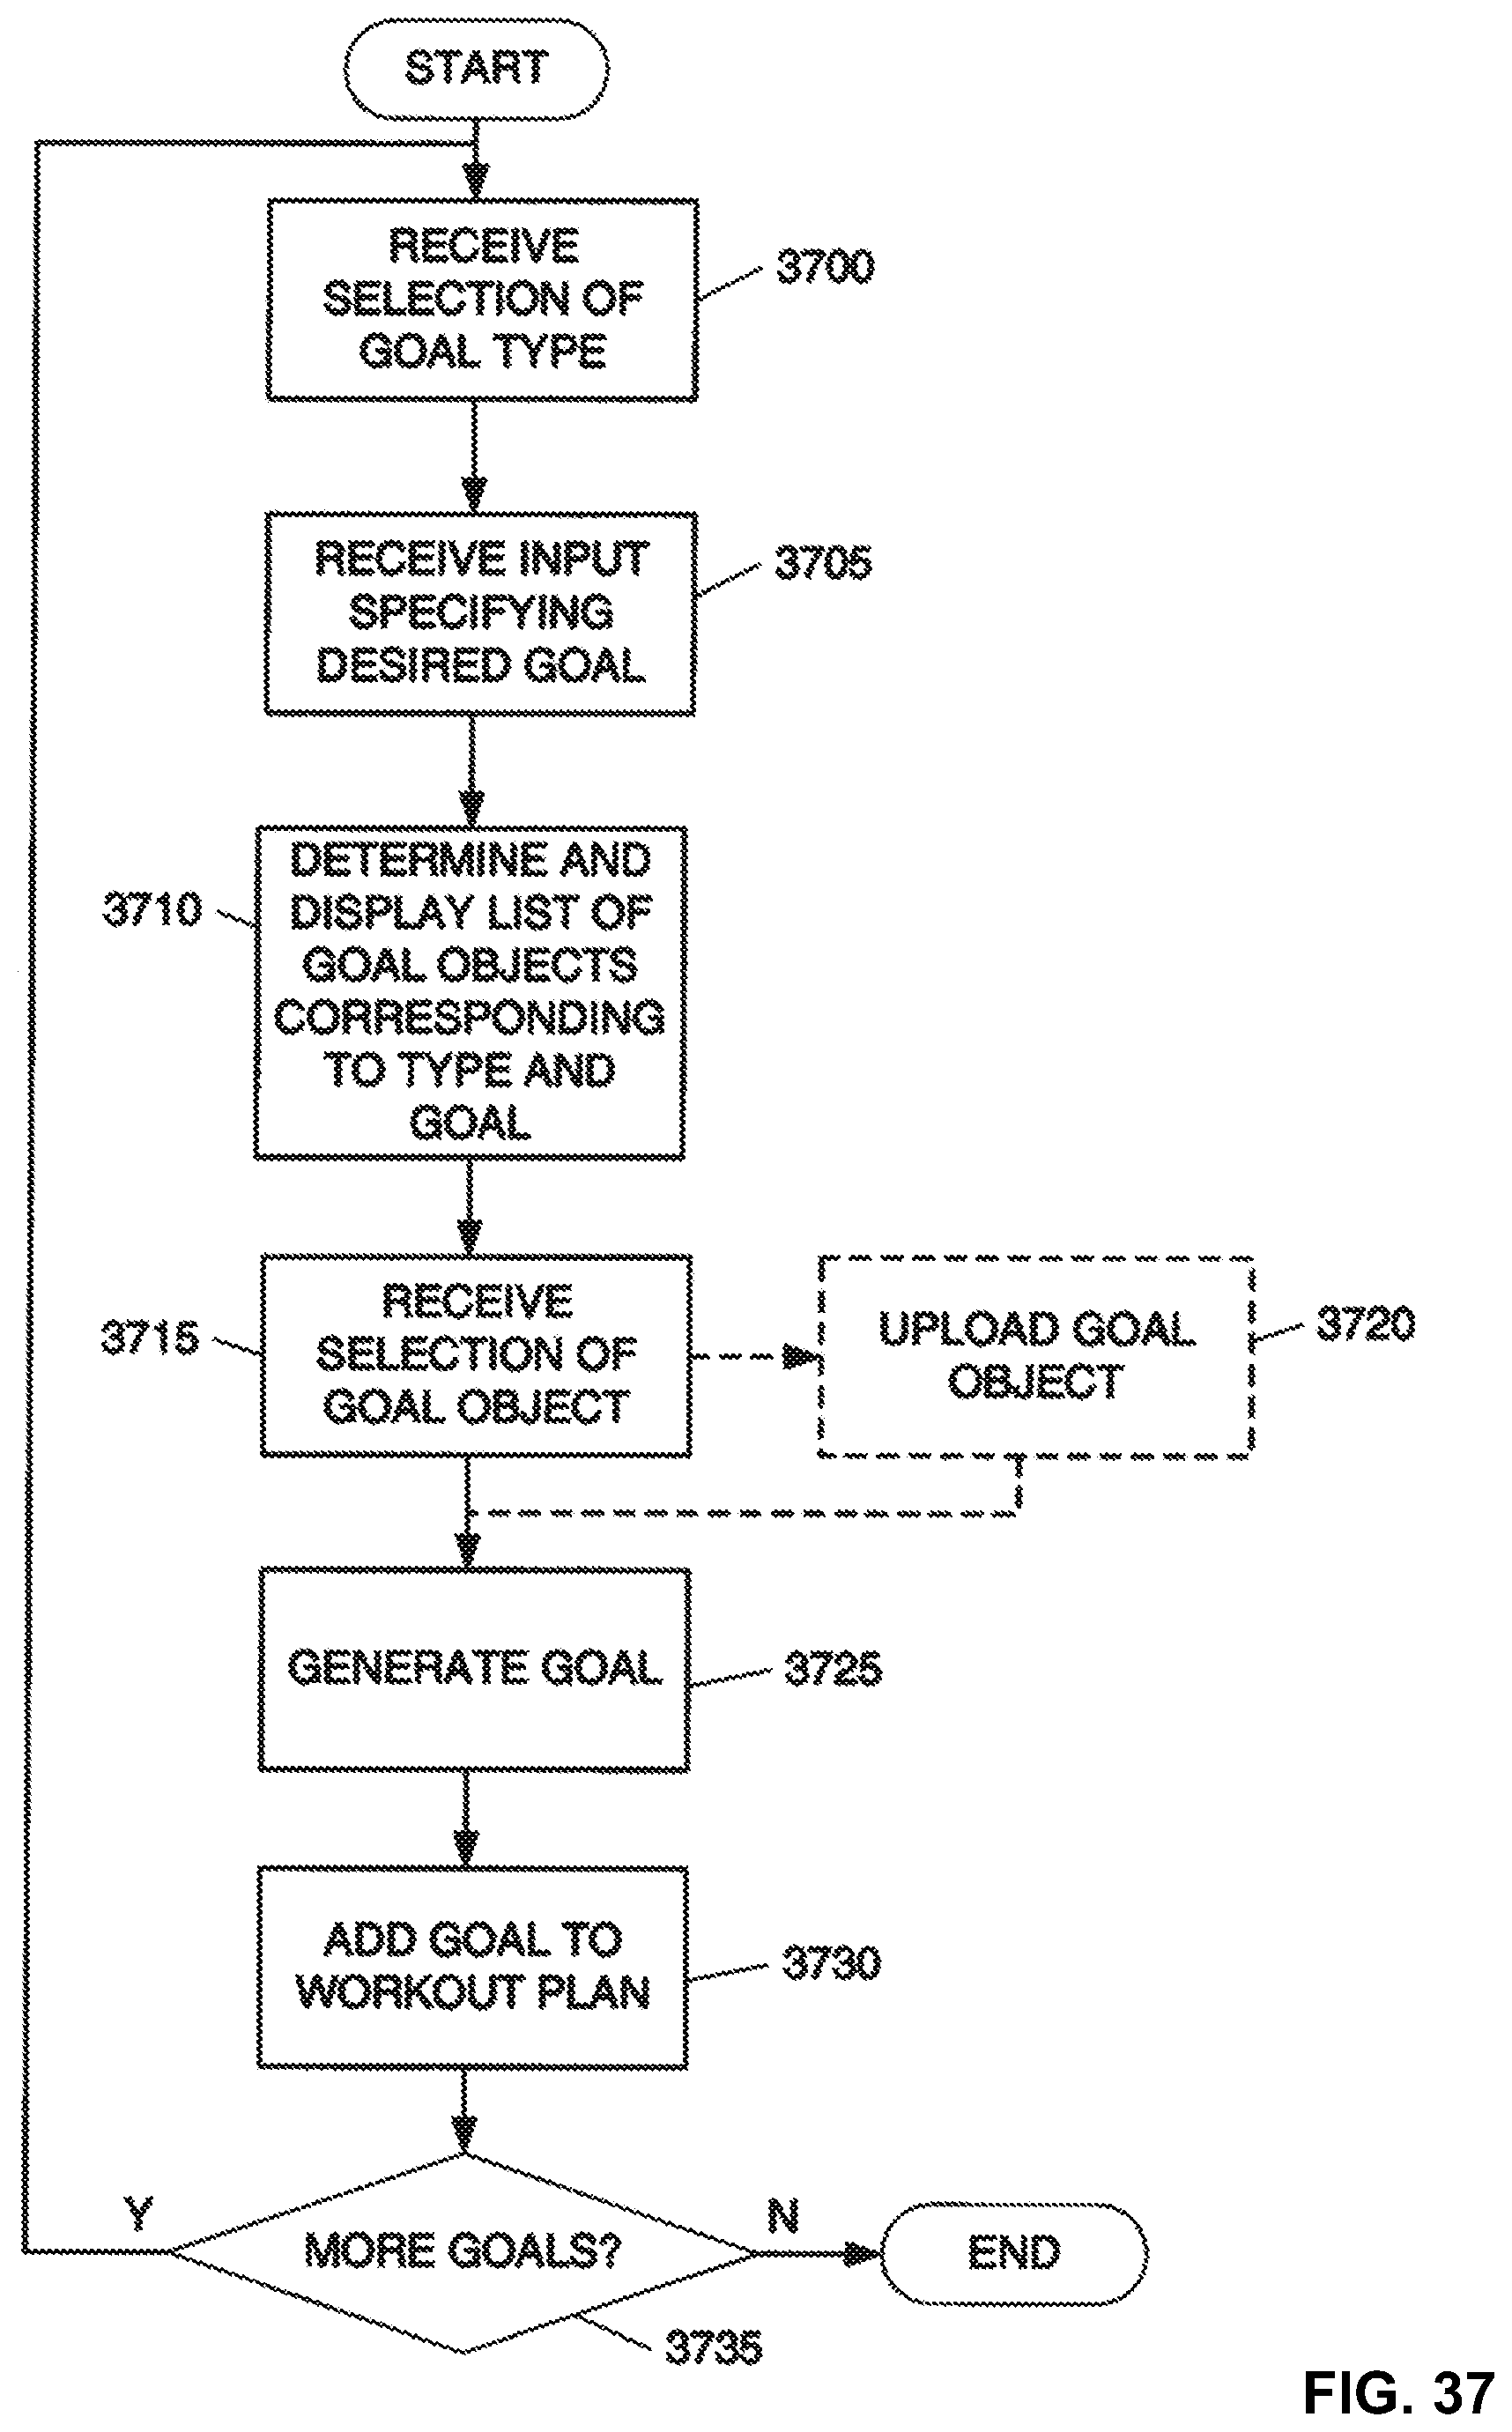 START
RECEIVE
SELECTION OF
GOAL TYPE
3700
RECEIVE INPUT
SPECIFYING
DESIRED GOAL
3705
DETERMINE AND
DISPLAY LIST OF
GOAL OBJECTS
CORRESPONDING
TO TYPE AND
GOAL
3710
RECEIVE
SELECTION OF
GOAL OBJECT
3715
UPLOAD GOAL
OBJECT
3720
GENERATE GOAL
3725
ADD GOAL TO
WORKOUT PLAN
3730
Y
MORE GOALS?
N
END
3735
FIG. 37